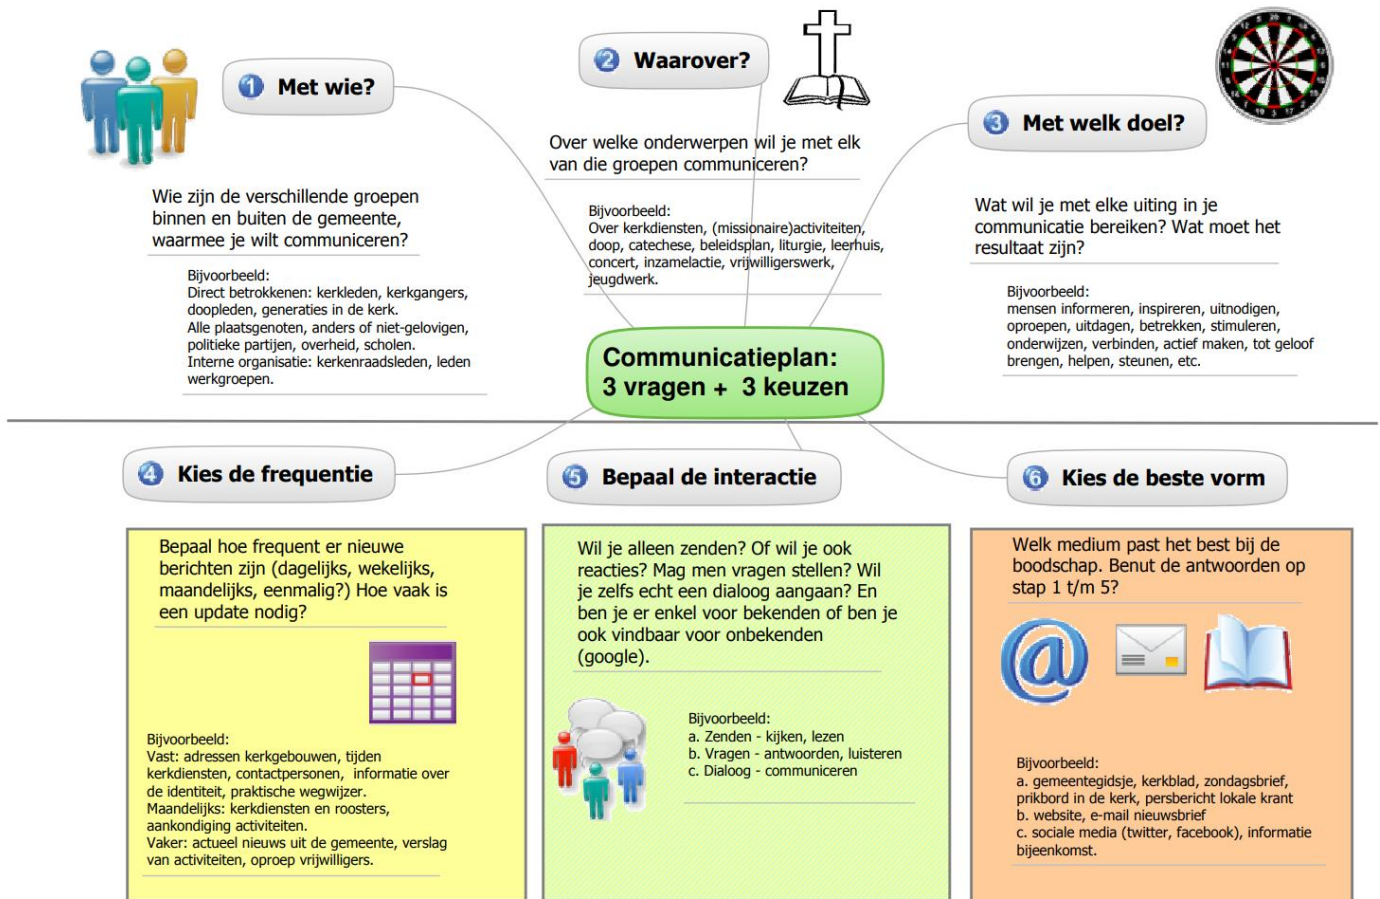 1 Met wie?
Wie zijn de verschillende groepen
binnen en buiten de gemeente,
waarmee je wilt communiceren?
Bijvoorbeeld:
Direct betrokkenen: kerkleden, kerkgangers,
doopleden, generaties in de kerk.
Alle plaatsgenoten, anders of niet-gelovigen,
politieke partijen, overheid, scholen.
Interne organisatie: kerkenraadsleden, leden
werkgroepen.
2 Waarover?
Over welke onderwerpen wil je met elk
van die groepen communiceren?
Bijvoorbeeld:
Over kerkdiensten, (missionaire)activiteiten,
doop, catechese, beleidsplan, liturgie, leerhuis,
concert, inzamelactie, vrijwilligerswerk,
jeugdwerk.
3 Met welk doel?
Wat wil je met elke uiting in je
communicatie bereiken? Wat moet het
resultaat zijn?
Bijvoorbeeld:
mensen informeren, inspireren, uitnodigen,
oproepen, uitdagen, betrekken, stimuleren,
onderwijzen, verbinden, actief maken, tot geloof
brengen, helpen, steunen, etc.
Communicatieplan:
3 vragen + 3 keuzen
4 Kies de frequentie
Bepaal hoe frequent er nieuwe
berichten zijn (dagelijks, wekelijks,
maandelijks, eenmalig?) Hoe vaak is
een update nodig?
Bijvoorbeeld:
Vast: adressen kerkgebouwen, tijden
kerkdiensten, contactpersonen, informatie over
de identiteit, praktische wegwijzer.
Maandelijks: kerkdiensten en roosters,
aankondiging activiteiten.
Vaker: actueel nieuws uit de gemeente, verslag
van activiteiten, oproep vrijwilligers.
5 Bepaal de interactie
Wil je alleen zenden? Of wil je ook
reacties? Mag men vragen stellen? Wil
je zelfs echt een dialoog aangaan? En
ben je er enkel voor bekenden of ben je
ook vindbaar voor onbekenden
(google).
Bijvoorbeeld:
a. Zenden - kijken, lezen
b. Vragen - antwoorden, luisteren
c. Dialoog - communiceren
6 Kies de beste vorm
Welk medium past het best bij de
boodschap. Benut de antwoorden op
stap 1 t/m 5?
@
Bijvoorbeeld:
a. gemeentegidsje, kerkblad, zondagsbrief,
prikbord in de kerk, persbericht lokale krant
b. website, e-mail nieuwsbrief
c. sociale media (twitter, facebook), informatie
bijeenkomst.